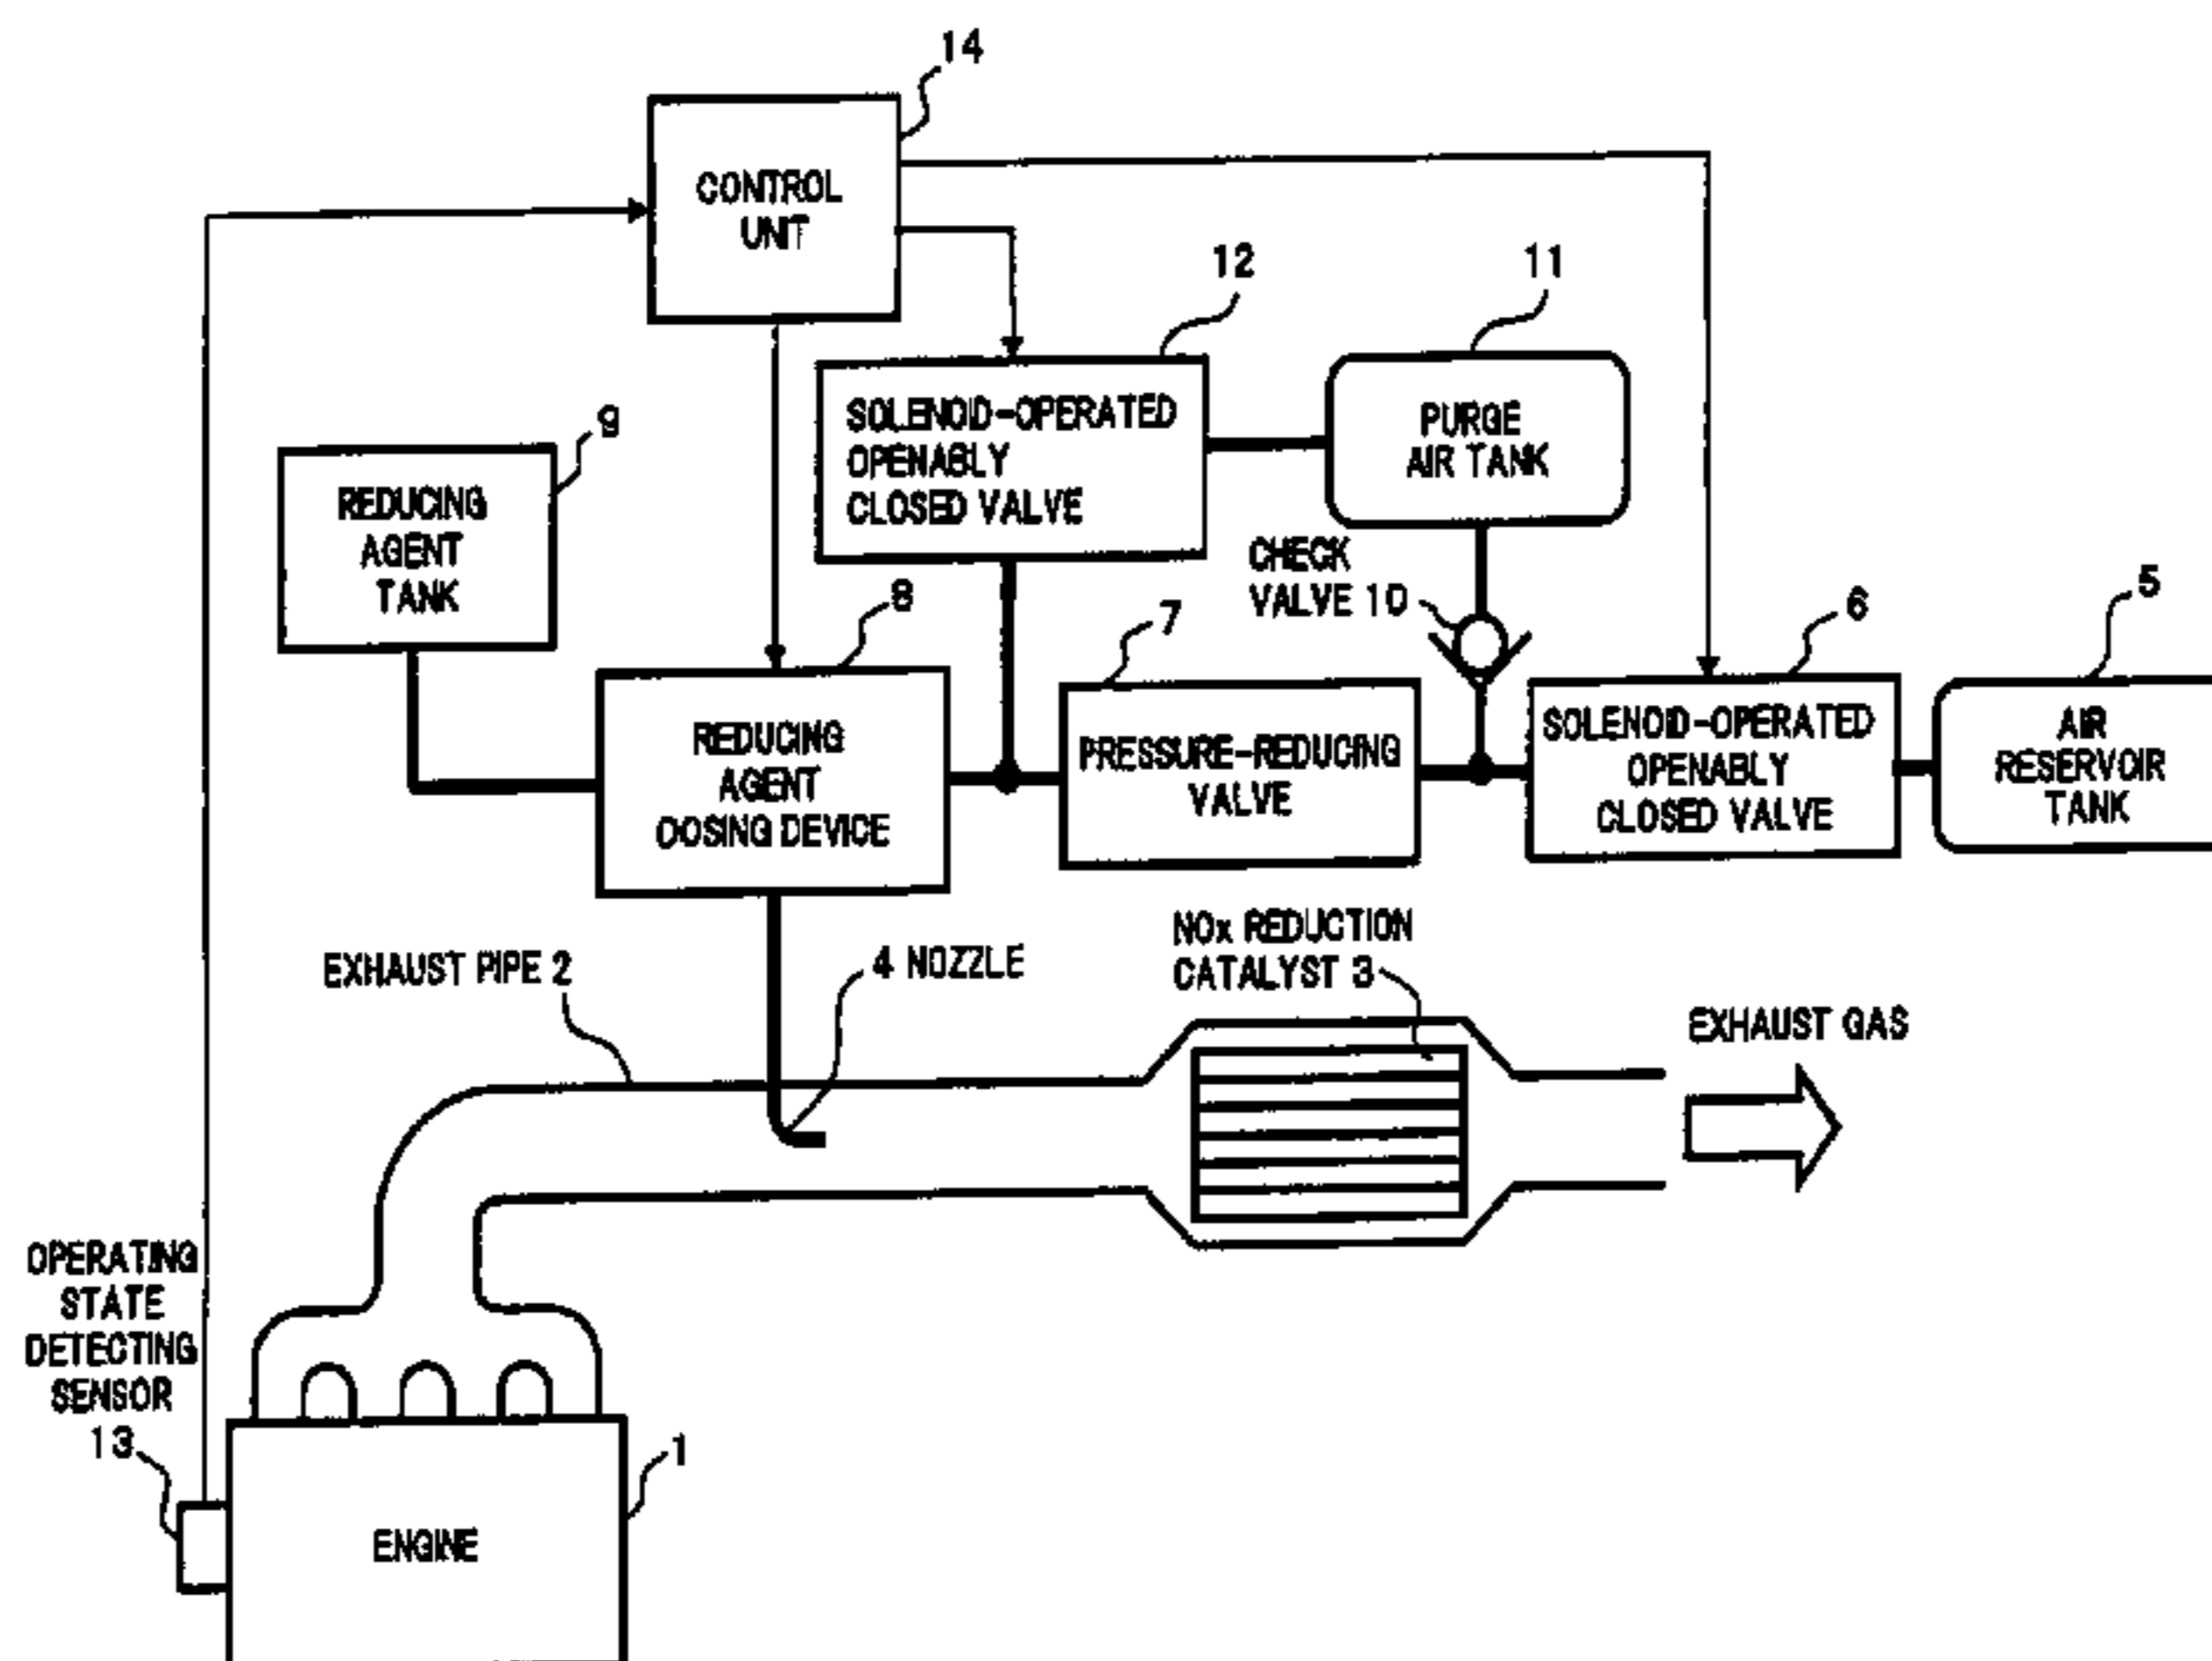 14
CONTROL
UNIT
12
11
SOLENOID-OPERATED
OPENABLY
CLOSED VALVE
PURGE
AIR TANK
9
REDUCING
AGENT
TANK
CHECK
VALVE 10
8
7
6
5
REDUCING
AGENT
DOSING DEVICE
PRESSURE-REDUCING
VALVE
SOLENOID-OPERATED
OPENABLY
CLOSED VALVE
AIR
RESERVOIR
TANK
EXHAUST PIPE 2
4 NOZZLE
NOx REDUCTION
CATALYST 3
EXHAUST GAS
OPERATING
STATE
DETECTING
SENSOR
13
1
ENGINE